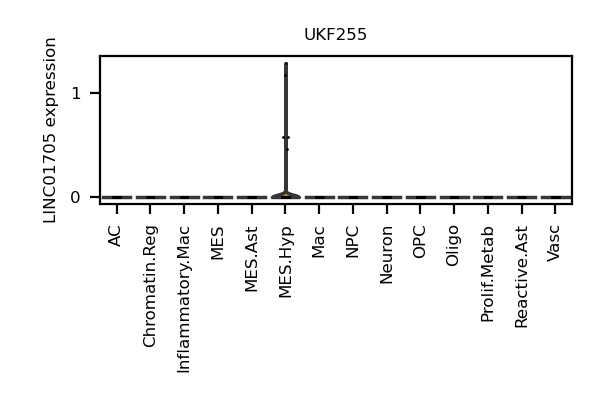 UKF255
LINC01705 expression
1
0
AC
Chromatin.Reg
Inflammatory.Mac
MES
MES.Ast
MES.Hyp
Mac
NPC
Neuron
OPC
Oligo
Prolif.Metab
Reactive.Ast
Vasc